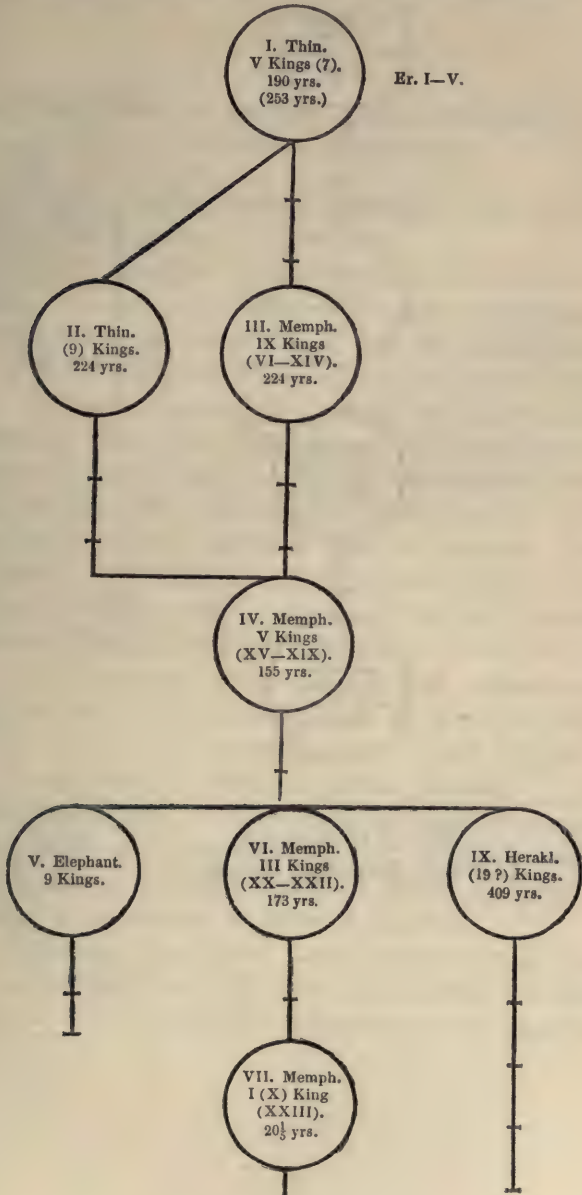 I. Thin.
V Kings (7).
190 yrs.
(253 yrs.)
Er. I—V.
II. Thin.
(9) Kings.
224 yrs.
III. Memph.
IX Kings
(VI—XIV).
224 yrs.
IV. Memph.
V Kings
(XV—XIX).
155 yrs.
V. Elephant.
9 Kings.
VI. Memph.
III Kings
(XX—XXII).
173 yrs.
IX. Herakl.
(19?) Kings.
409 yrs.
VII. Memph.
I (X) King
(XXIII).
20⅕ yrs.